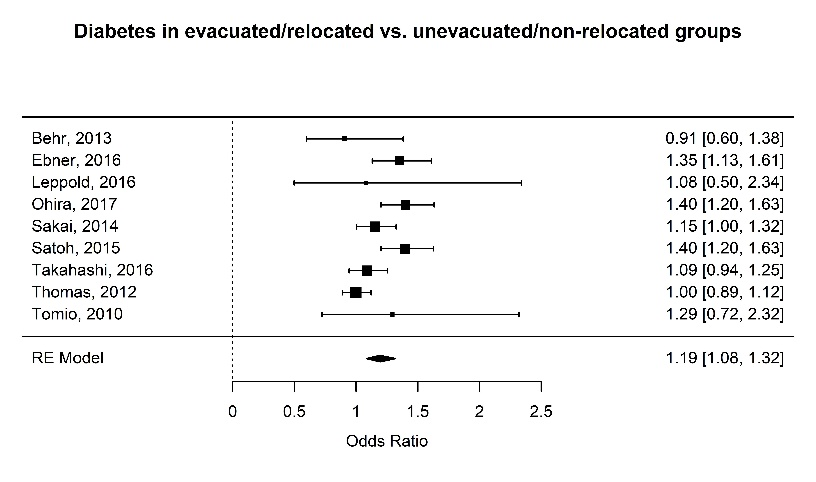 Diabetes in evacuated/relocated vs. unevacuated/non-relocated groups
Behr, 2013 0.91 [0.60, 1.38]
Ebner, 2016 1.35 [1.13, 1.61]
Leppold, 2016 1.08 [0.50, 2.34]
Ohira, 2017 1.40 [1.20, 1.63]
Sakai, 2014 1.15 [1.00, 1.32]
Satoh, 2015 1.40 [1.20, 1.63]
Takahashi, 2016 1.09 [0.94, 1.25]
Thomas, 2012 1.00 [0.89, 1.12]
Tomio, 2010 1.29 [0.72, 2.32]
RE Model 1.19 [1.08, 1.32]
0 0.5 1 1.5 2 2.5
Odds Ratio